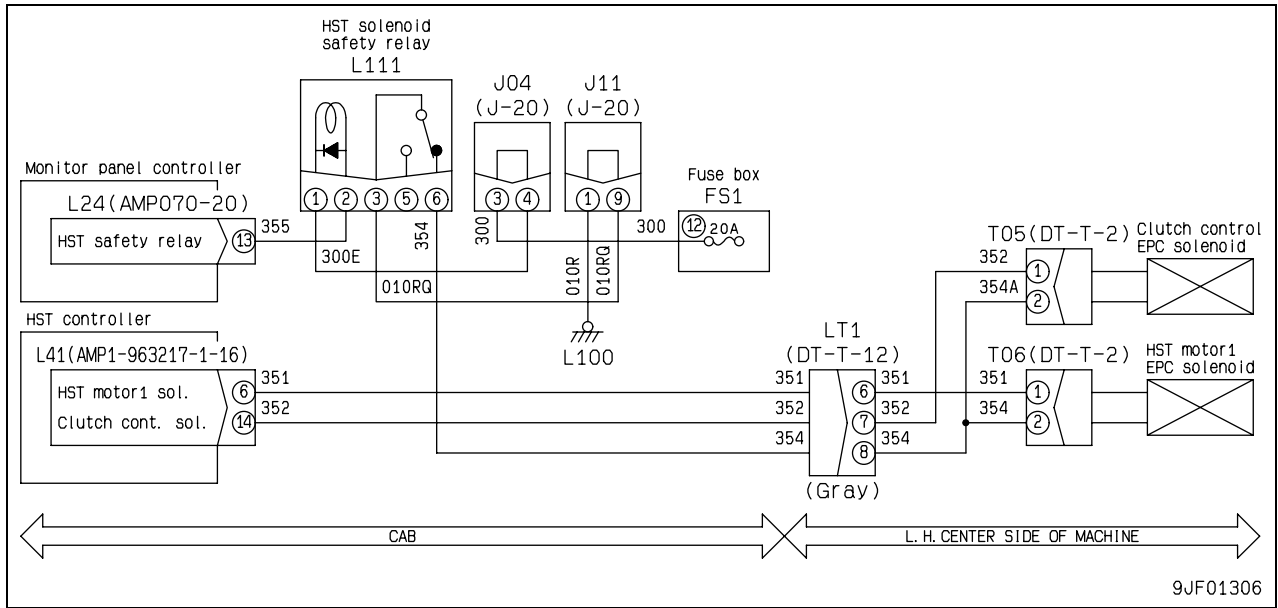 HST solenoid
safety relay
L111
J04
(J-20)
J11
(J-20)
Monitor panel controller
L24(AMP070-20)
HST safety relay
13
355
300E
1 2 3 5 6
354
010RQ
3 4
300
1 9
010R
010RQ
L100
300
Fuse box
FS1
12
20A
HST controller
L41(AMP1-963217-1-16)
HST motor1 sol.
6
351
Clutch cont. sol.
14
352
LT1
(DT-T-12)
351
6
351
352
7
352
354
8
354
(Gray)
T05(DT-T-2)
Clutch control
EPC solenoid
352
1
354A
2
T06(DT-T-2)
HST motor1
EPC solenoid
351
1
354
2
CAB
L.H.CENTER SIDE OF MACHINE
9JF01306